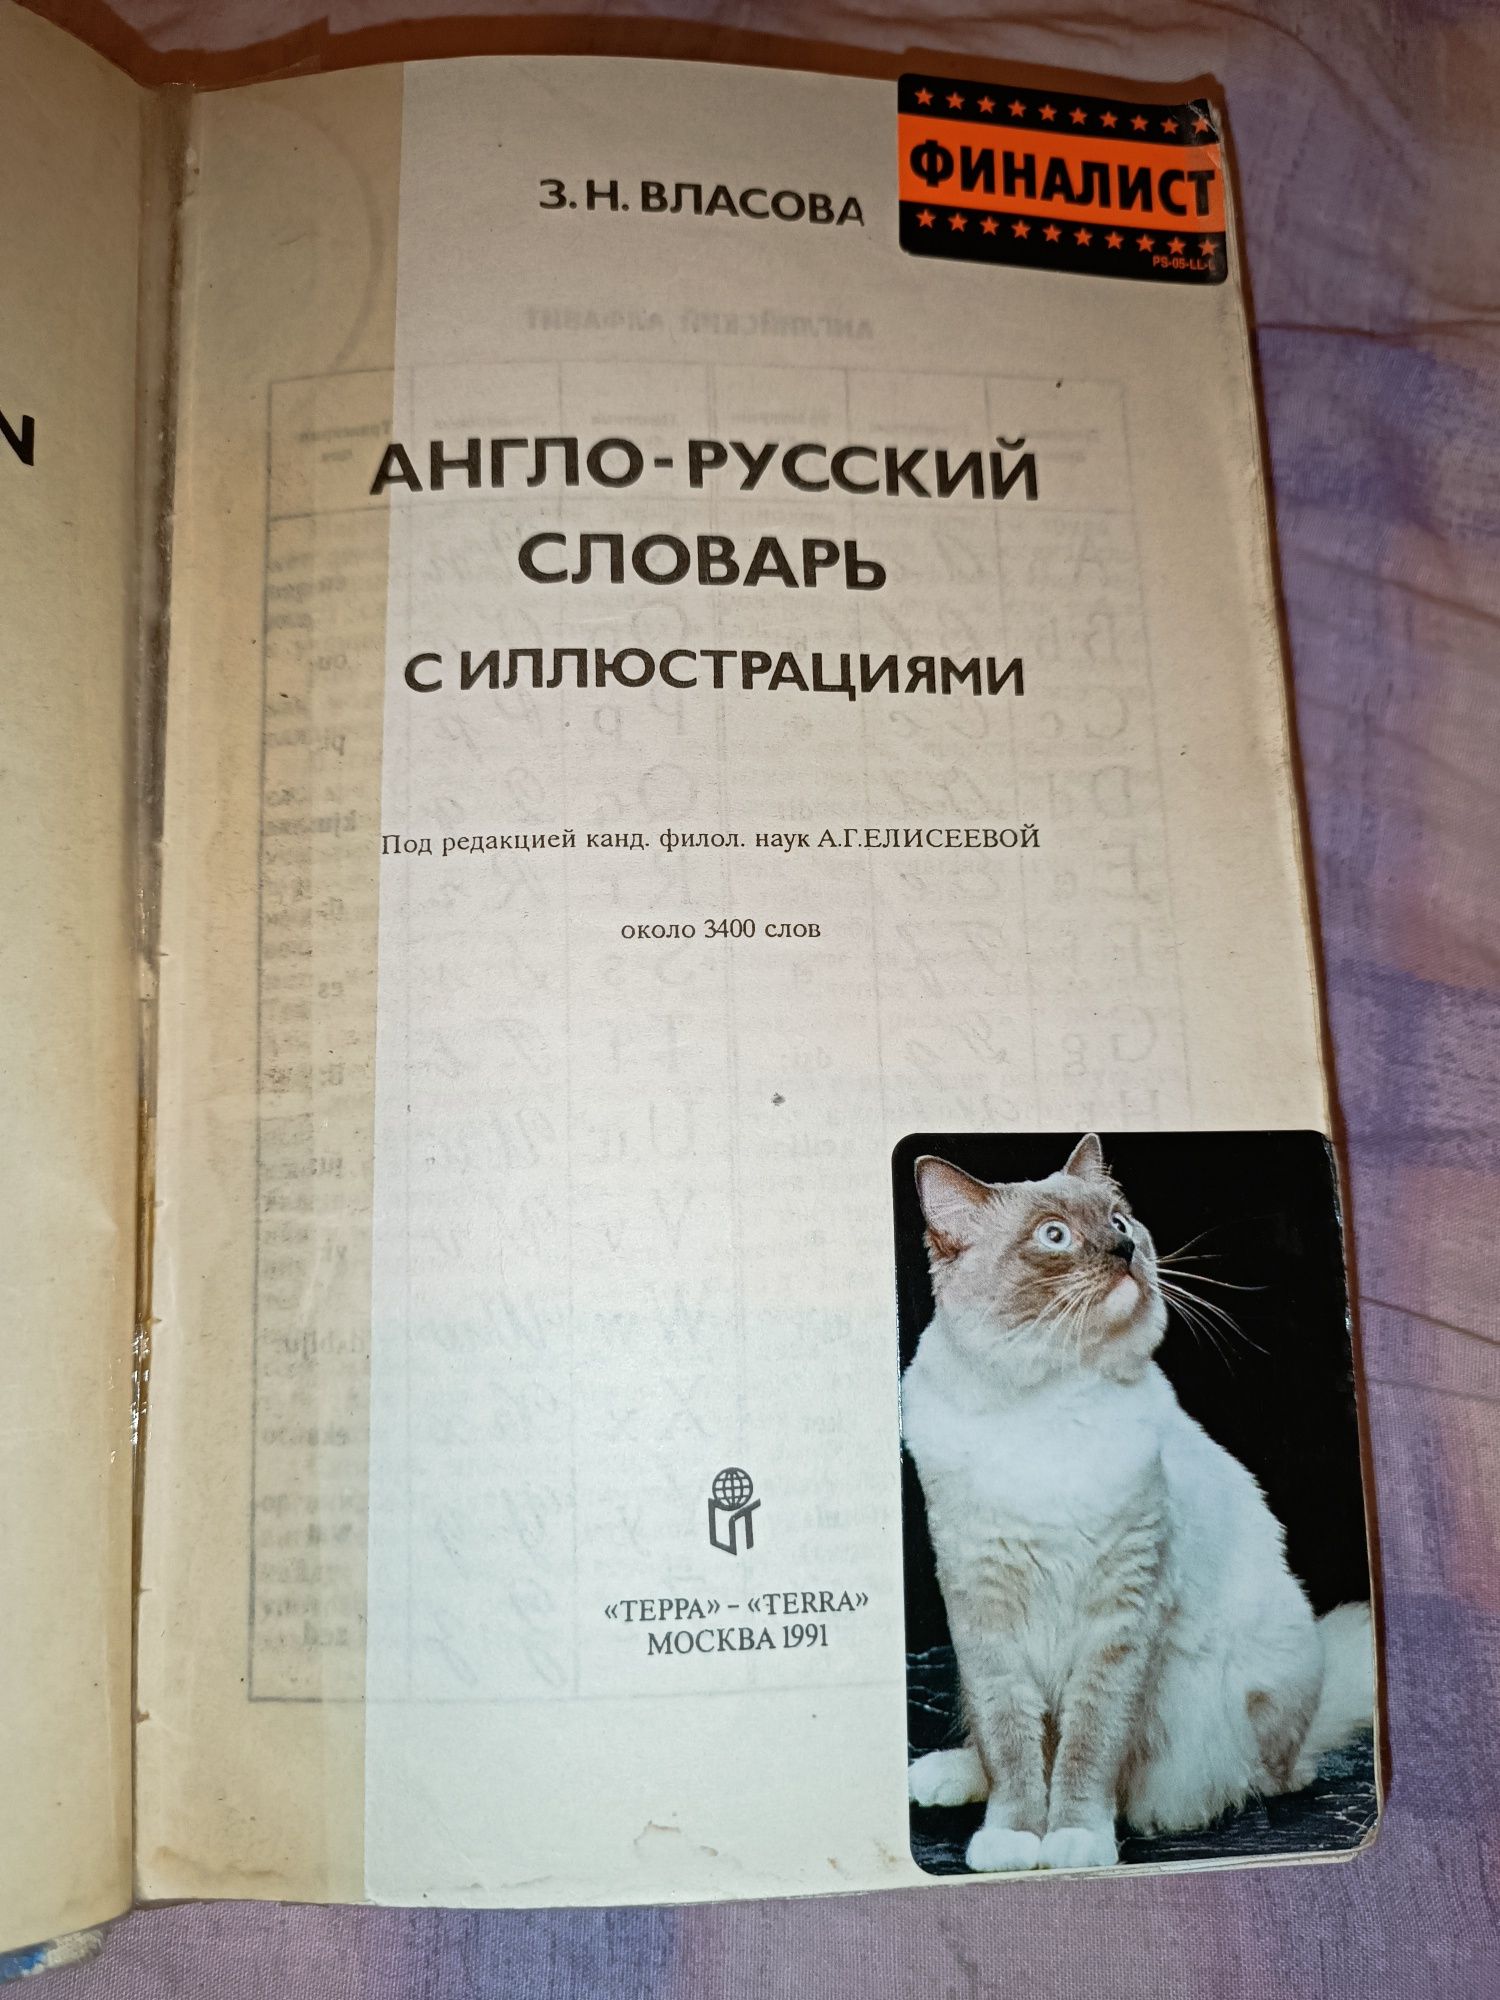 З. Н. ВЛАСОВА
ФИНАЛИСТ
PS-05-LL-L
АНГЛО-РУССКИЙ
СЛОВАРЬ
С ИЛЛЮСТРАЦИЯМИ
Под редакцией канд. филол. наук А.Г.ЕЛИСЕЕВОЙ
около 3400 слов
«ТЕРРА» – «TERRA»
МОСКВА 1991
N